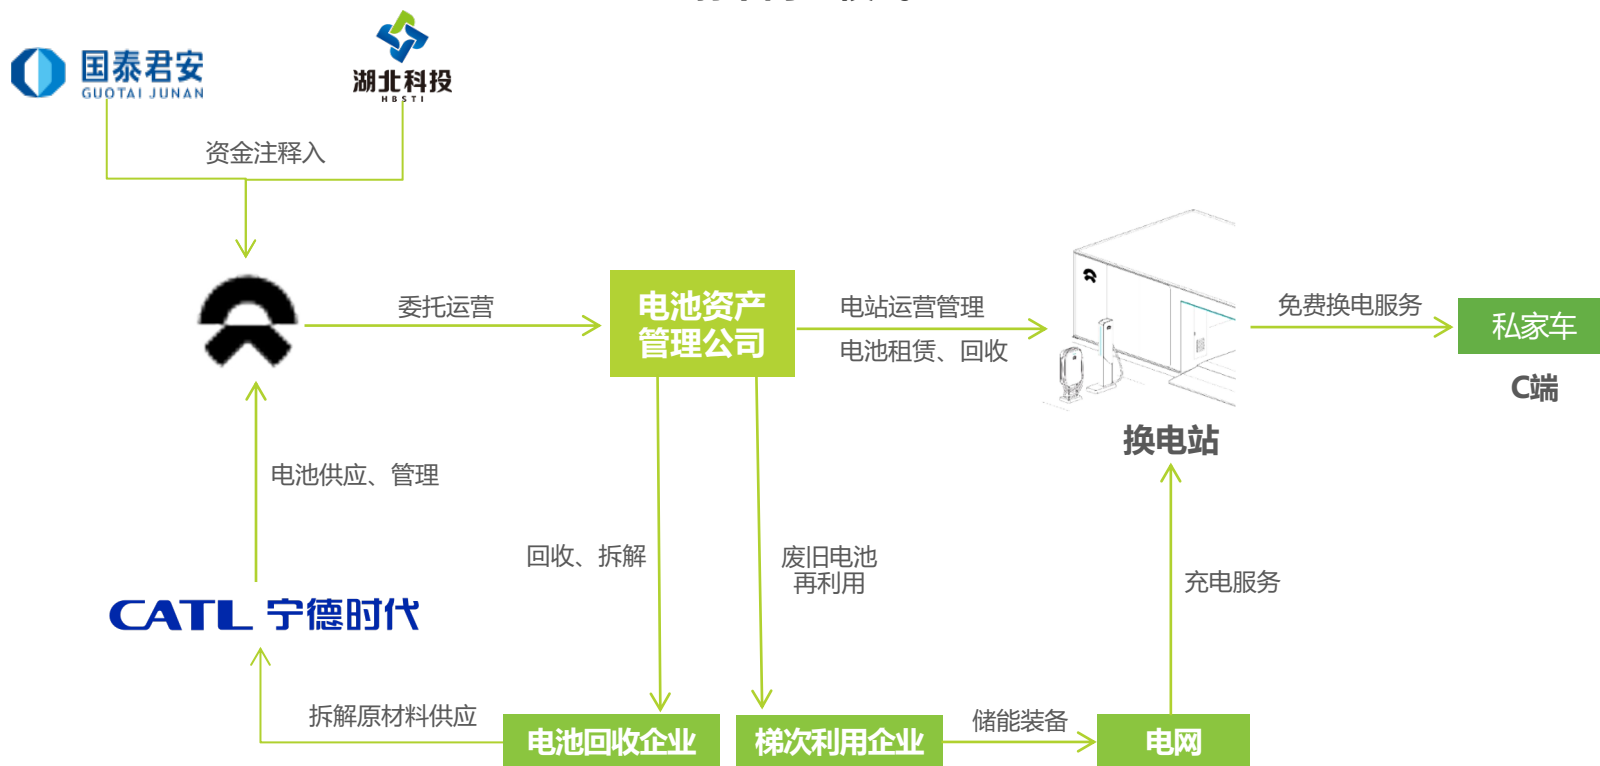 国泰君安
GUOTAI JUNAN
湖北科投
HBSTI
资金注释入
委托运营
电池资产
管理公司
电站运营管理
电池租赁、回收
免费换电服务
私家车
C端
换电站
电池供应、管理
回收、拆解
废旧电池
再利用
充电服务
CATL 宁德时代
拆解原材料供应
电池回收企业
梯次利用企业
储能装备
电网